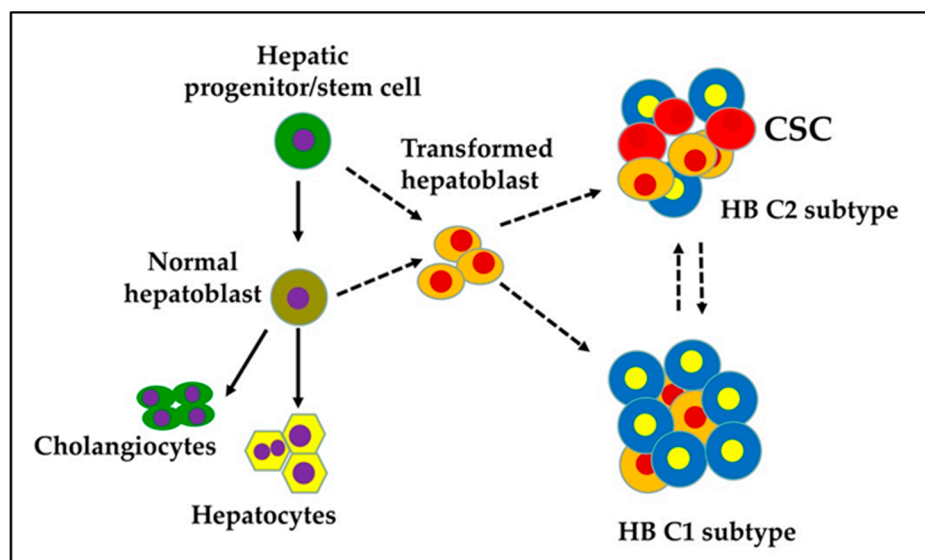 Hepatic
progenitor/stem cell
Transformed
hepatoblast
CSC
HB C2 subtype
Normal
hepatoblast
Cholangiocytes
Hepatocytes
HB C1 subtype